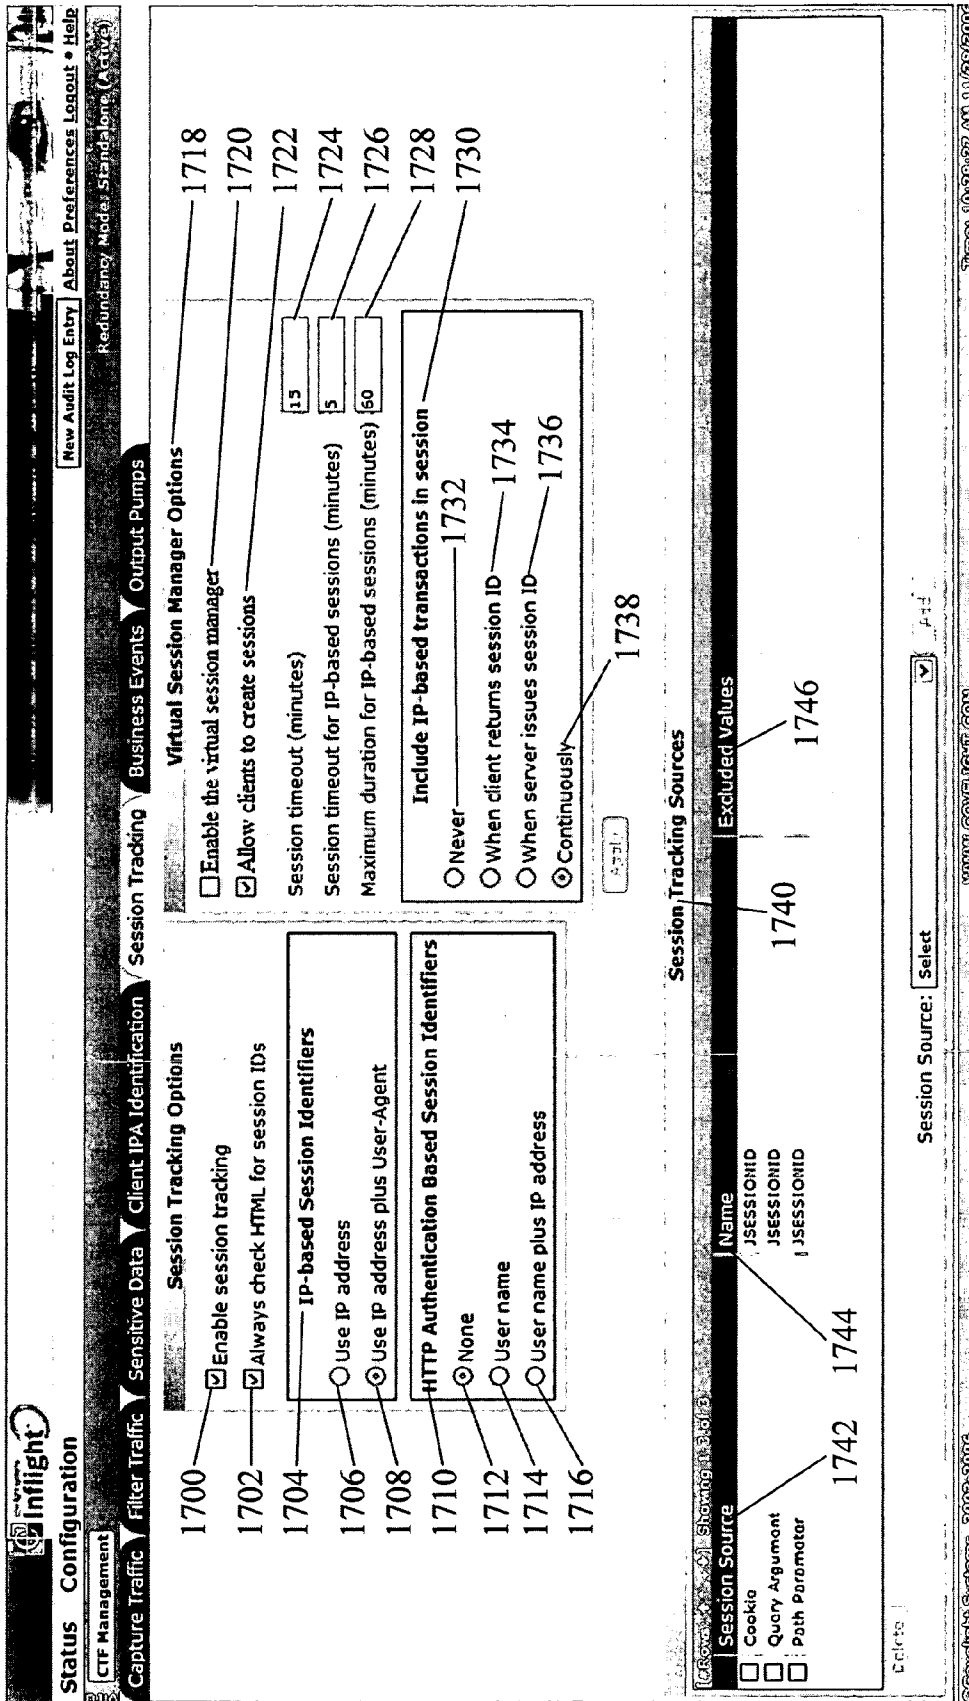 Inflight
New Audit Log Entry About Preferences Logout • Help
Status Configuration
CTF Management
Redundancy Mode: Standalone (Active)
Capture Traffic Filter Traffic Sensitive Data Client IPA Identification Session Tracking Business Events Output Pumps
Session Tracking Options
1700 Enable session tracking
1702 Always check HTML for session IDs
1704 IP-based Session Identifiers
1706 Use IP address
1708 Use IP address plus User-Agent
1710 HTTP Authentication Based Session Identifiers
1712 None
1714 User name
1716 User name plus IP address
Virtual Session Manager Options 1718
Enable the virtual session manager 1720
Allow clients to create sessions 1722
Session timeout (minutes) 15 1724
Session timeout for IP-based sessions (minutes) 5 1726
Maximum duration for IP-based sessions (minutes) 60 1728
Include IP-based transactions in session 1730
Never 1732
When client returns session ID 1734
When server issues session ID 1736
Continuously 1738
Apply
Session Tracking Sources
1740
Showing 1-3 of 3
Session Source Name Excluded Values
Cookie JSESSIONID
Query Argument JSESSIONID
Path Parameter JSESSIONID
1742 1744 1746
Delete
Session Source: Select Add
WWW.COVELIGHT.COM